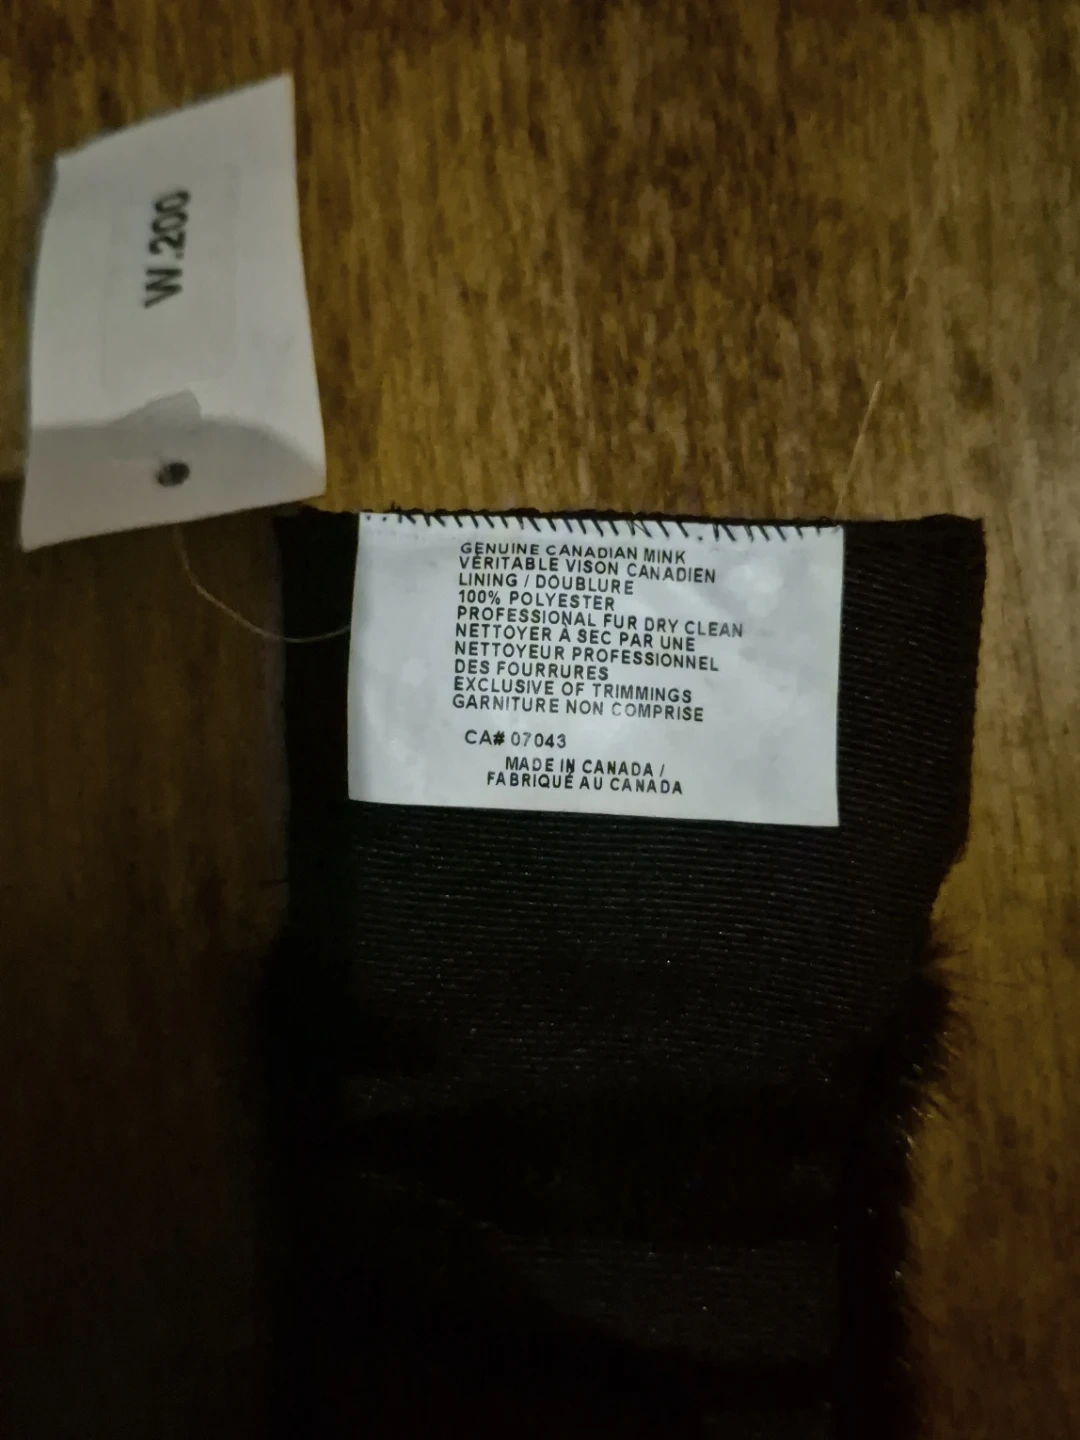 W.200
GENUINE CANADIAN MINK
VÉRITABLE VISON CANADIEN
LINING / DOUBLURE
100% POLYESTER
PROFESSIONAL FUR DRY CLEAN
NETTOYER À SEC PAR UNE
NETTOYEUR PROFESSIONNEL
DES FOURRURES
EXCLUSIVE OF TRIMMINGS
GARNITURE NON COMPRISE
CA# 07043
MADE IN CANADA /
FABRIQUÉ AU CANADA